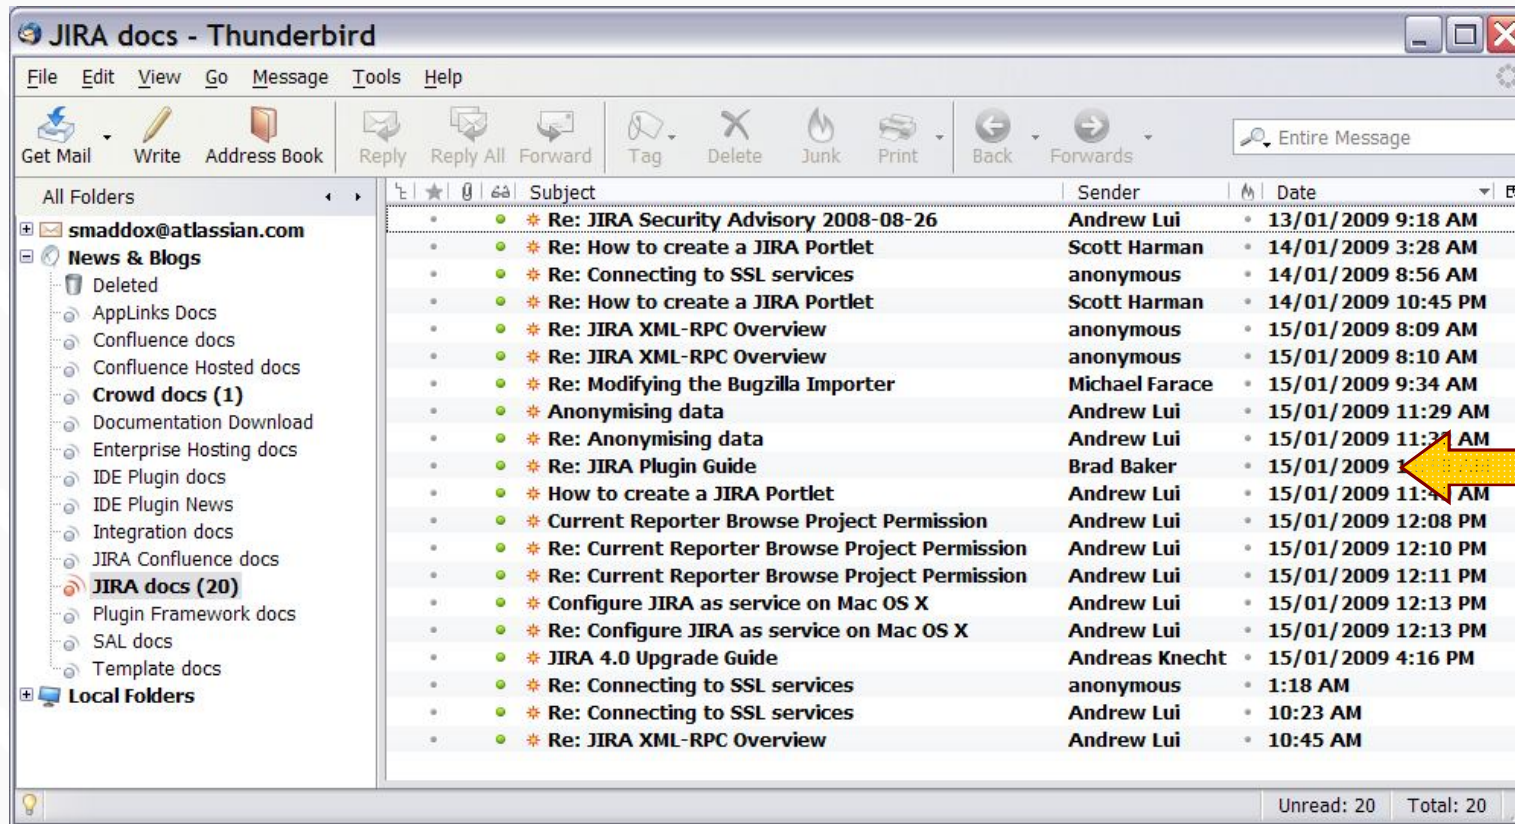 JIRA docs - Thunderbird
File Edit View Go Message Tools Help
Get Mail Write Address Book Reply Reply All Forward Tag Delete Junk Print Back Forwards Entire Message
All Folders Subject Sender Date
smaddox@atlassian.com
News & Blogs
Deleted
AppLinks Docs
Confluence docs
Confluence Hosted docs
Crowd docs (1)
Documentation Download
Enterprise Hosting docs
IDE Plugin docs
IDE Plugin News
Integration docs
JIRA Confluence docs
JIRA docs (20)
Plugin Framework docs
SAL docs
Template docs
Local Folders
Re: JIRA Security Advisory 2008-08-26 Andrew Lui 13/01/2009 9:18 AM
Re: How to create a JIRA Portlet Scott Harman 14/01/2009 3:28 AM
Re: Connecting to SSL services anonymous 14/01/2009 8:56 AM
Re: How to create a JIRA Portlet Scott Harman 14/01/2009 10:45 PM
Re: JIRA XML-RPC Overview anonymous 15/01/2009 8:09 AM
Re: JIRA XML-RPC Overview anonymous 15/01/2009 8:10 AM
Re: Modifying the Bugzilla Importer Michael Farace 15/01/2009 9:34 AM
Anonymising data Andrew Lui 15/01/2009 11:29 AM
Re: Anonymising data Andrew Lui 15/01/2009 AM
Re: JIRA Plugin Guide Brad Baker 15/01/2009
How to create a JIRA Portlet Andrew Lui 15/01/2009 AM
Current Reporter Browse Project Permission Andrew Lui 15/01/2009 12:08 PM
Re: Current Reporter Browse Project Permission Andrew Lui 15/01/2009 12:10 PM
Re: Current Reporter Browse Project Permission Andrew Lui 15/01/2009 12:11 PM
Configure JIRA as service on Mac OS X Andrew Lui 15/01/2009 12:13 PM
Re: Configure JIRA as service on Mac OS X Andrew Lui 15/01/2009 12:13 PM
JIRA 4.0 Upgrade Guide Andreas Knecht 15/01/2009 4:16 PM
Re: Connecting to SSL services anonymous 1:18 AM
Re: Connecting to SSL services Andrew Lui 10:23 AM
Re: JIRA XML-RPC Overview Andrew Lui 10:45 AM
Unread: 20 Total: 20